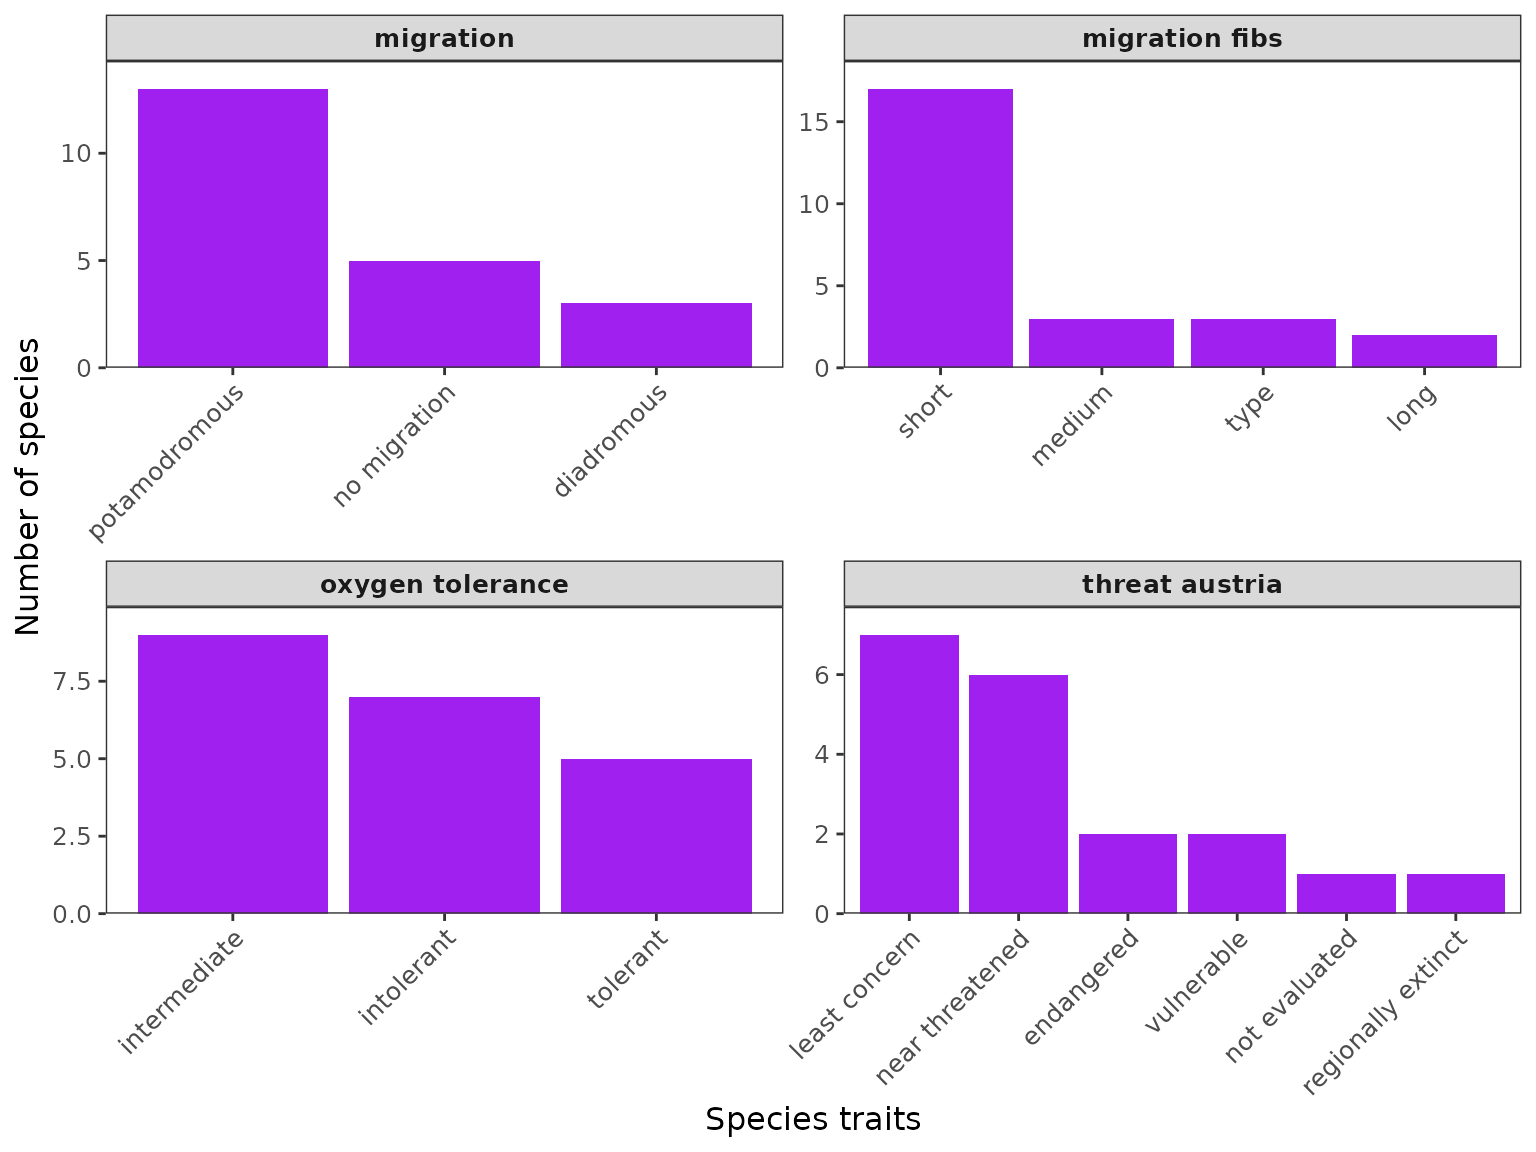 migration
migration fibs
10
5
0
15
10
5
0
potamodromous
no migration
diadromous
short
medium
type
long
Number of species
oxygen tolerance
threat austria
7.5
5.0
2.5
0.0
6
4
2
0
intermediate
intolerant
tolerant
least concern
near threatened
endangered
vulnerable
not evaluated
regionally extinct
Species traits